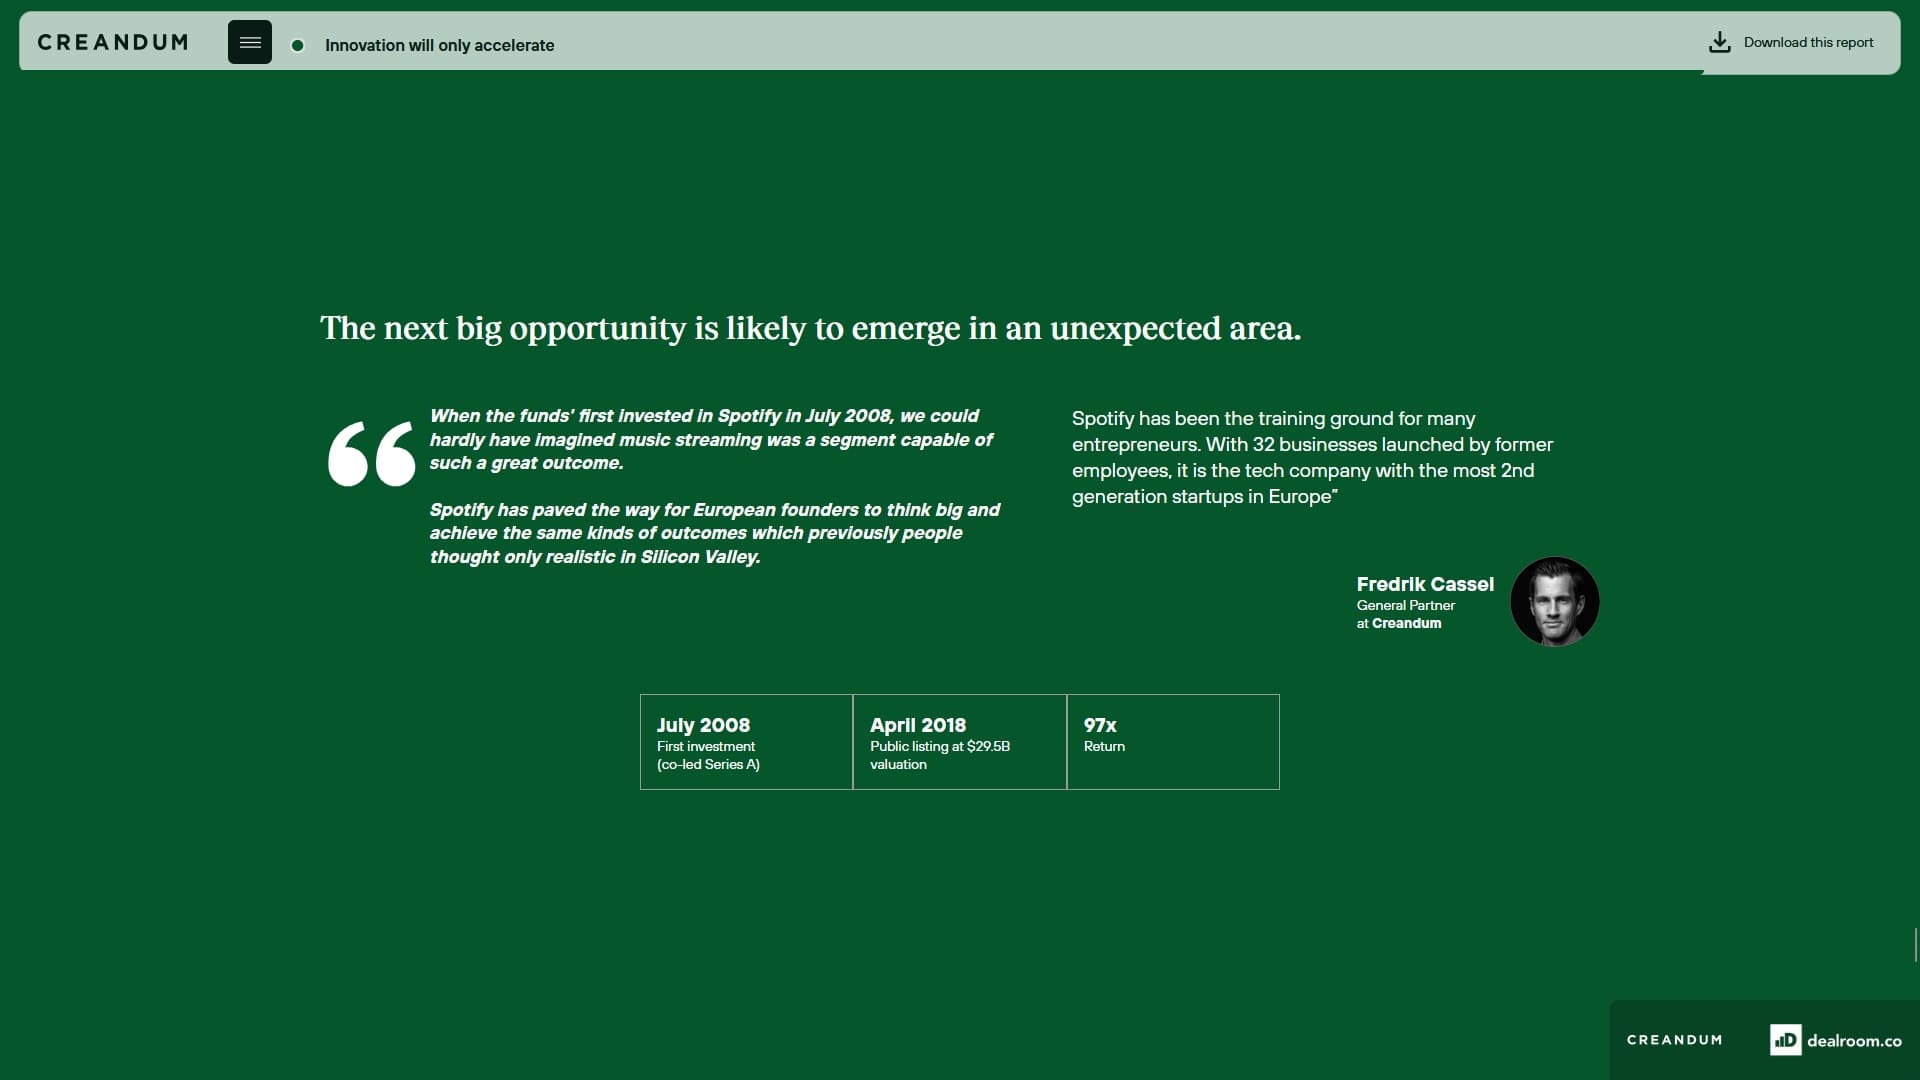 CREANDUM
Innovation will only accelerate
Download this report
The next big opportunity is likely to emerge in an unexpected area.
When the funds' first invested in Spotify in July 2008, we could
hardly have imagined music streaming was a segment capable of
such a great outcome.
Spotify has paved the way for European founders to think big and
achieve the same kinds of outcomes which previously people
thought only realistic in Silicon Valley.
Spotify has been the training ground for many
entrepreneurs. With 32 businesses launched by former
employees, it is the tech company with the most 2nd
generation startups in Europe”
Fredrik Cassel
General Partner
at Creandum
July 2008
First investment
(co-led Series A)
April 2018
Public listing at $29.5B
valuation
97x
Return
CREANDUM
dealroom.co